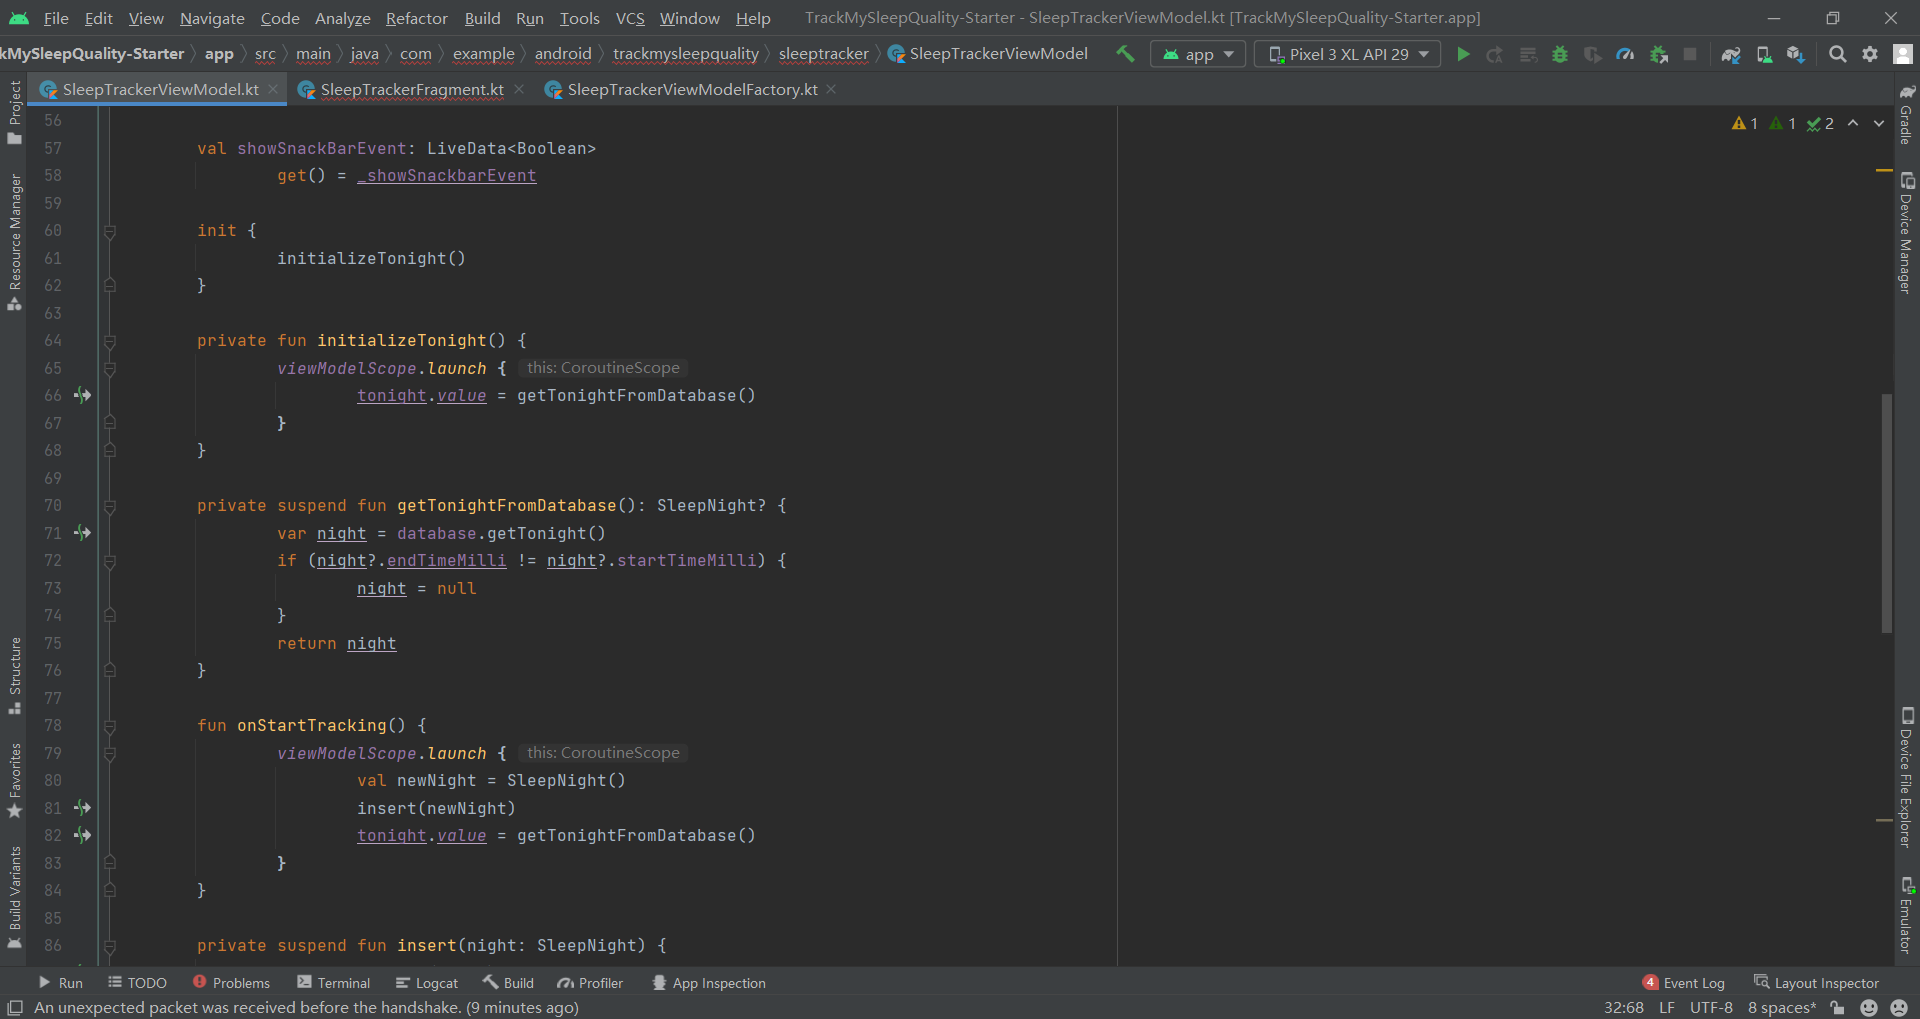 File Edit View Navigate Code Analyze Refactor Build Run Tools VCS Window Help TrackMySleepQuality-Starter - SleepTrackerViewModel.kt [TrackMySleepQuality-Starter.app]
kMySleepQuality-Starter app src main java com example android trackmysleepquality sleeptracker SleepTrackerViewModel app Pixel 3 XL API 29
SleepTrackerViewModel.kt SleepTrackerFragment.kt SleepTrackerViewModelFactory.kt
Project
Resource Manager
Structure
Favorites
Build Variants
1 1 2
56
57 val showSnackBarEvent: LiveData<Boolean>
58 get() = _showSnackbarEvent
59
60 init {
61 initializeTonight()
62 }
63
64 private fun initializeTonight() {
65 viewModelScope.launch { this: CoroutineScope
66 tonight.value = getTonightFromDatabase()
67 }
68 }
69
70 private suspend fun getTonightFromDatabase(): SleepNight? {
71 var night = database.getTonight()
72 if (night?.endTimeMilli != night?.startTimeMilli) {
73 night = null
74 }
75 return night
76 }
77
78 fun onStartTracking() {
79 viewModelScope.launch { this: CoroutineScope
80 val newNight = SleepNight()
81 insert(newNight)
82 tonight.value = getTonightFromDatabase()
83 }
84 }
85
86 private suspend fun insert(night: SleepNight) {
Gradle
Device Manager
Device File Explorer
Emulator
Run TODO Problems Terminal Logcat Build Profiler App Inspection 4 Event Log Layout Inspector
An unexpected packet was received before the handshake. (9 minutes ago) 32:68 LF UTF-8 8 spaces*